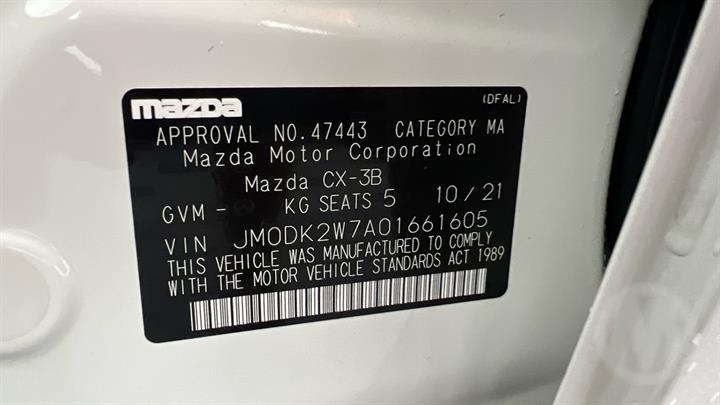 mazda (DFAL)
APPROVAL NO.47443 CATEGORY MA
Mazda Motor Corporation
Mazda CX-3B
GVM - KG SEATS 5 10/21
VIN JM0DK2W7A01661605
THIS VEHICLE WAS MANUFACTURED TO COMPLY
WITH THE MOTOR VEHICLE STANDARDS ACT 1989